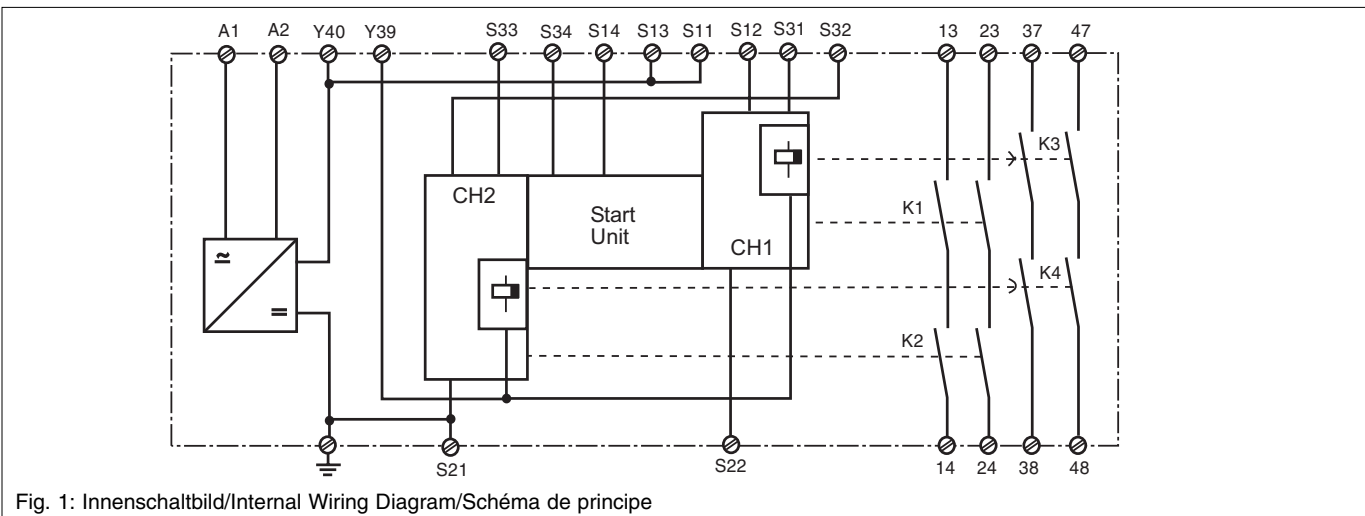 A1 A2 Y40 Y39 S33 S34 S14 S13 S11 S12 S31 S32 13 23 37 47
K3
CH2
Start
Unit
K1
CH1
K4
K2
S21 S22 14 24 38 48
Fig. 1: Innenschaltbild/Internal Wiring Diagram/Schéma de principe